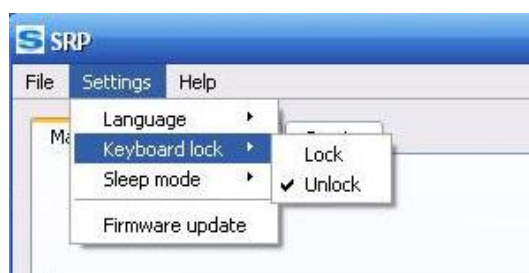 SRP
File Settings Help
Language
Keyboard lock
Sleep mode
Firmware update
Lock
Unlock